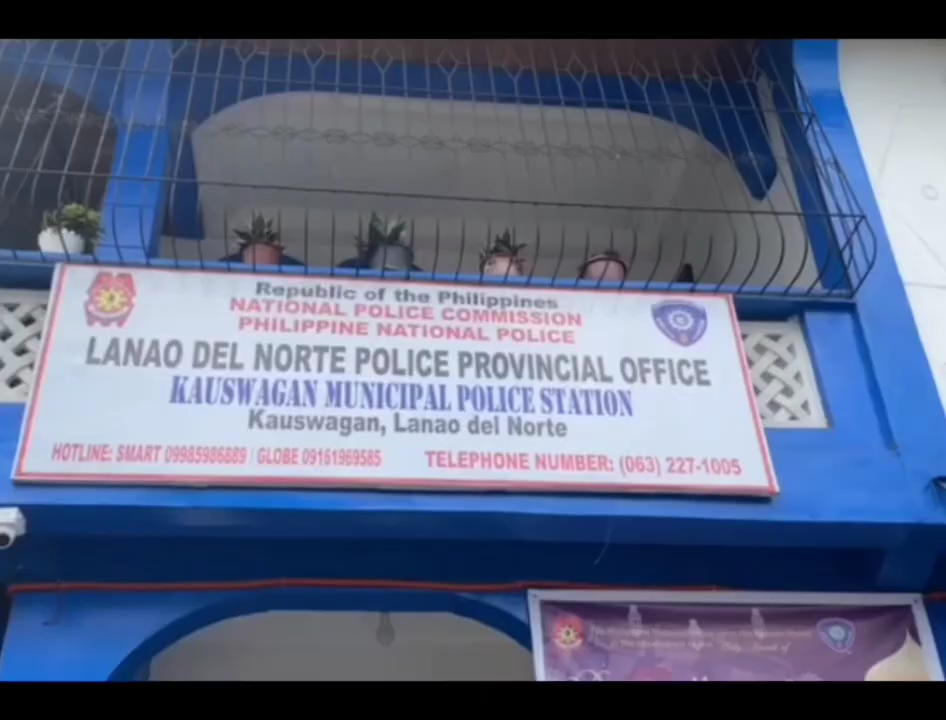 Republic of the Philippines
NATIONAL POLICE COMMISSION
PHILIPPINE NATIONAL POLICE
LANAO DEL NORTE POLICE PROVINCIAL OFFICE
KAUSWAGAN MUNICIPAL POLICE STATION
Kauswagan, Lanao del Norte
HOTLINE: SMART 09985986889 / GLOBE 09161969585 TELEPHONE NUMBER: (063) 227-1005